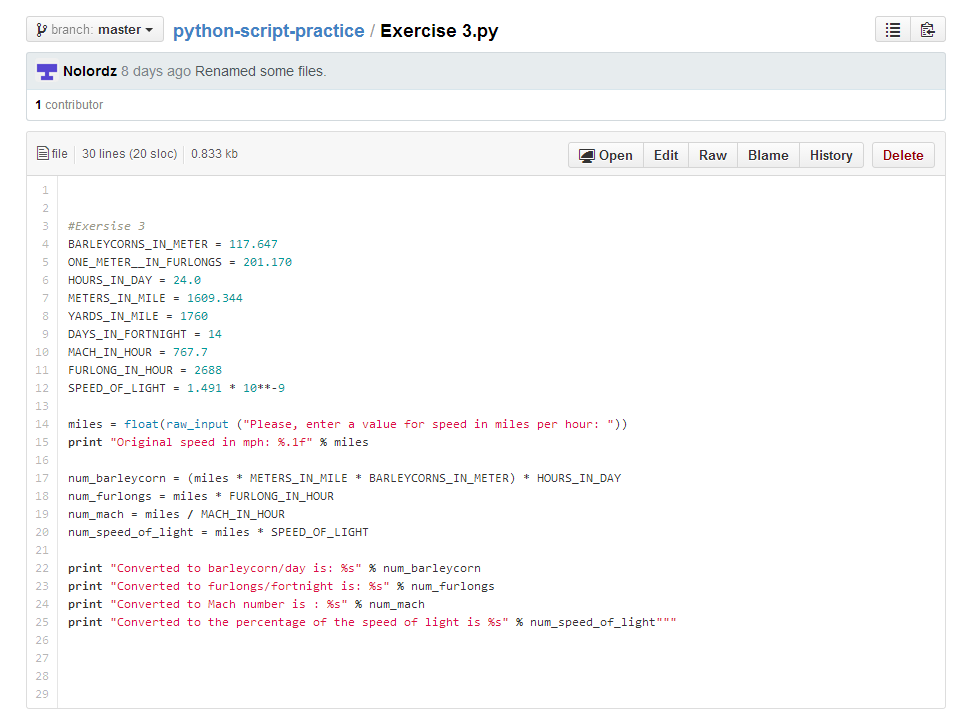 branch: master
python-script-practice / Exercise 3.py
Nolordz 8 days ago Renamed some files.
1 contributor
file 30 lines (20 sloc) 0.833 kb Open Edit Raw Blame History Delete
1
2
3 #Exersise 3
4 BARLEYCORNS_IN_METER = 117.647
5 ONE_METER__IN_FURLONGS = 201.170
6 HOURS_IN_DAY = 24.0
7 METERS_IN_MILE = 1609.344
8 YARDS_IN_MILE = 1760
9 DAYS_IN_FORTNIGHT = 14
10 MACH_IN_HOUR = 767.7
11 FURLONG_IN_HOUR = 2688
12 SPEED_OF_LIGHT = 1.491 * 10**-9
13
14 miles = float(raw_input ("Please, enter a value for speed in miles per hour: "))
15 print "Original speed in mph: %.1f" % miles
16
17 num_barleycorn = (miles * METERS_IN_MILE * BARLEYCORNS_IN_METER) * HOURS_IN_DAY
18 num_furlongs = miles * FURLONG_IN_HOUR
19 num_mach = miles / MACH_IN_HOUR
20 num_speed_of_light = miles * SPEED_OF_LIGHT
21
22 print "Converted to barleycorn/day is: %s" % num_barleycorn
23 print "Converted to furlongs/fortnight is: %s" % num_furlongs
24 print "Converted to Mach number is : %s" % num_mach
25 print "Converted to the percentage of the speed of light is %s" % num_speed_of_light"""
26
27
28
29